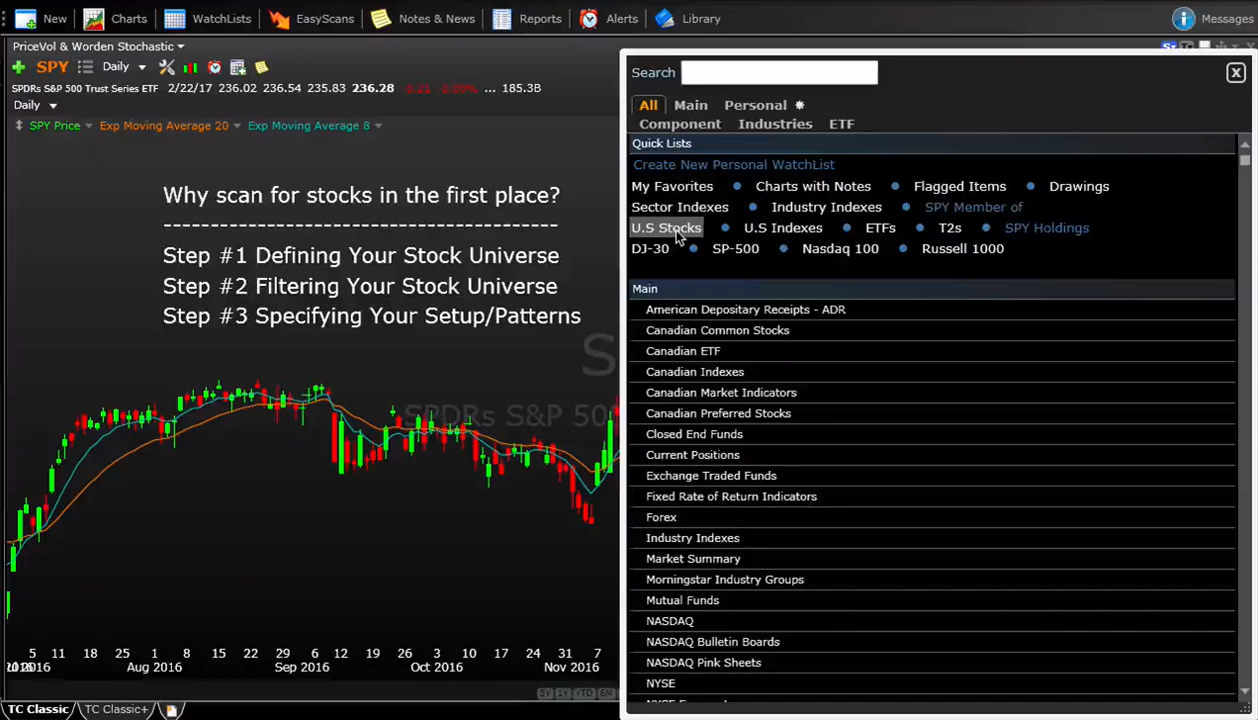 New Charts WatchLists EasyScans Notes & News Reports Alerts Library Messages
PriceVol & Worden Stochastic
SPY Daily
SPDRs S&P 500 Trust Series ETF 2/22/17 236.02 236.54 235.83 236.28 -0.21 -0.09% ... 185.3B
Daily
SPY Price Exp Moving Average 20 Exp Moving Average 8
Why scan for stocks in the first place?
Step #1 Defining Your Stock Universe
Step #2 Filtering Your Stock Universe
Step #3 Specifying Your Setup/Patterns
SPDRs S&P 500
5 11 18 25 1 8 15 22 29 6 12 19 26 3 10 17 24 31 7
Aug 2016 Sep 2016 Oct 2016 Nov 2016
5Y 1Y YTD 6M
TC Classic TC Classic+
Search
All Main Personal
Component Industries ETF
Quick Lists
Create New Personal WatchList
My Favorites Charts with Notes Flagged Items Drawings
Sector Indexes Industry Indexes SPY Member of
U.S Stocks U.S Indexes ETFs T2s SPY Holdings
DJ-30 SP-500 Nasdaq 100 Russell 1000
Main
American Depositary Receipts - ADR
Canadian Common Stocks
Canadian ETF
Canadian Indexes
Canadian Market Indicators
Canadian Preferred Stocks
Closed End Funds
Current Positions
Exchange Traded Funds
Fixed Rate of Return Indicators
Forex
Industry Indexes
Market Summary
Morningstar Industry Groups
Mutual Funds
NASDAQ
NASDAQ Bulletin Boards
NASDAQ Pink Sheets
NYSE